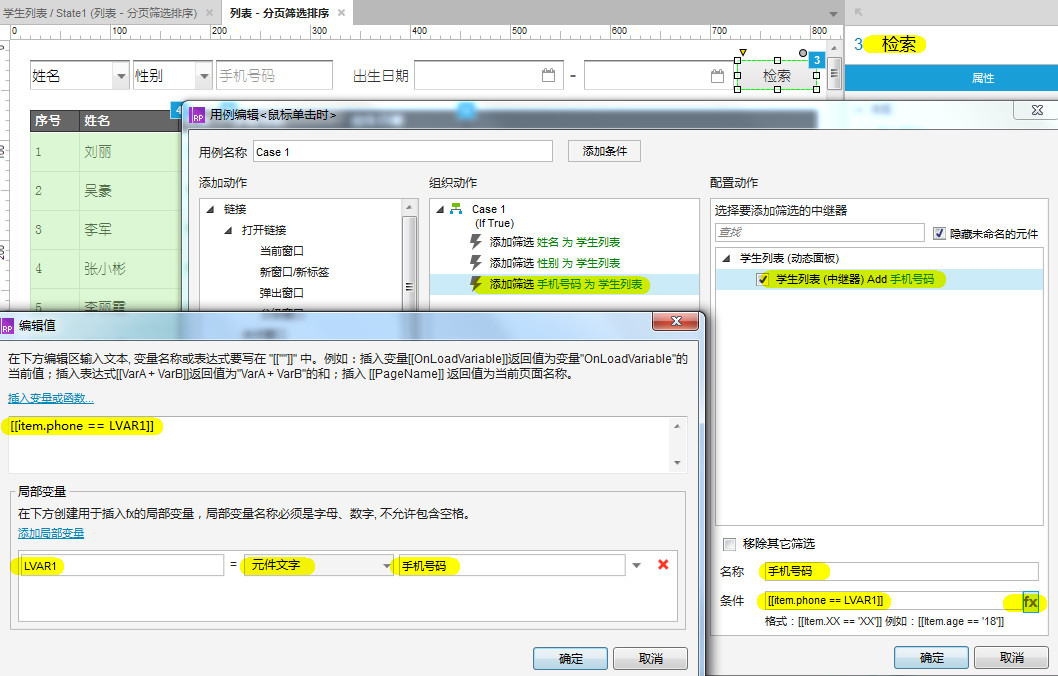 学生列表 / State1 (列表 - 分页筛选排序)
列表 - 分页筛选排序
0 100 200 300 400 500 600 700 800
3 检索
属性
姓名 性别 手机号码 出生日期 - 检索 3
序号 姓名 4
1 刘丽
2 吴豪
3 李军
4 张小彬
5 李丽霞
RP 用例编辑<鼠标单击时>
用例名称 Case 1 添加条件
添加动作 组织动作 配置动作
链接
打开链接
当前窗口
新窗口/新标签
弹出窗口
Case 1
(If True)
添加筛选 姓名 为 学生列表
添加筛选 性别 为 学生列表
添加筛选 手机号码 为 学生列表
选择要添加筛选的中继器
查找 隐藏未命名的元件
学生列表 (动态面板)
学生列表 (中继器) Add 手机号码
移除其它筛选
名称 手机号码
条件 [[item.phone == LVAR1]] fx
格式：[[Item.XX == 'XX']] 例如：[[Item.age == '18']]
确定 取消
RP 编辑值
在下方编辑区输入文本, 变量名称或表达式要写在 "[[""]]" 中。例如：插入变量[[OnLoadVariable]]返回值为变量"OnLoadVariable"的
当前值；插入表达式[[VarA + VarB]]返回值为"VarA + VarB"的和；插入 [[PageName]] 返回值为当前页面名称。
插入变量或函数...
[[item.phone == LVAR1]]
局部变量
在下方创建用于插入fx的局部变量，局部变量名称必须是字母、数字, 不允许包含空格。
添加局部变量
LVAR1 = 元件文字 手机号码
确定 取消